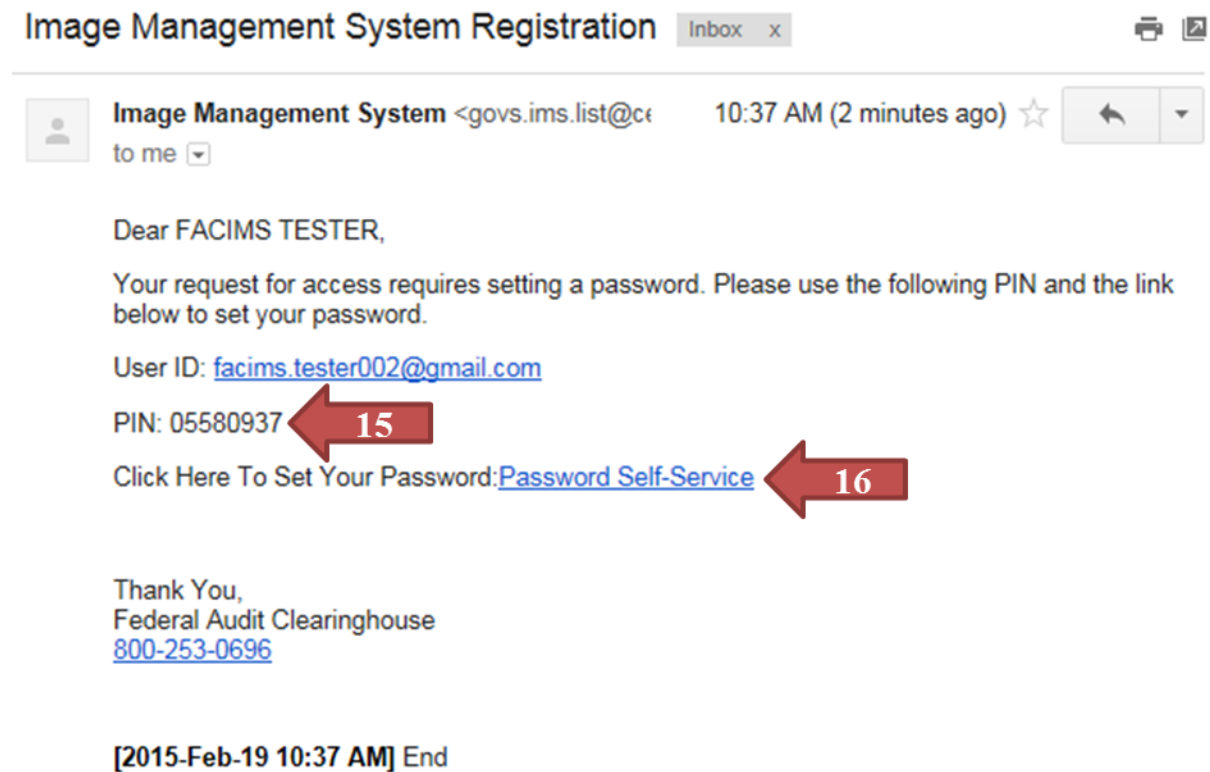 Image Management System Registration Inbox x
Image Management System <govs.ims.list@ce 10:37 AM (2 minutes ago)
to me
Dear FACIMS TESTER,
Your request for access requires setting a password. Please use the following PIN and the link
below to set your password.
User ID: facims.tester002@gmail.com
PIN: 05580937 15
Click Here To Set Your Password:Password Self-Service 16
Thank You,
Federal Audit Clearinghouse
800-253-0696
[2015-Feb-19 10:37 AM] End